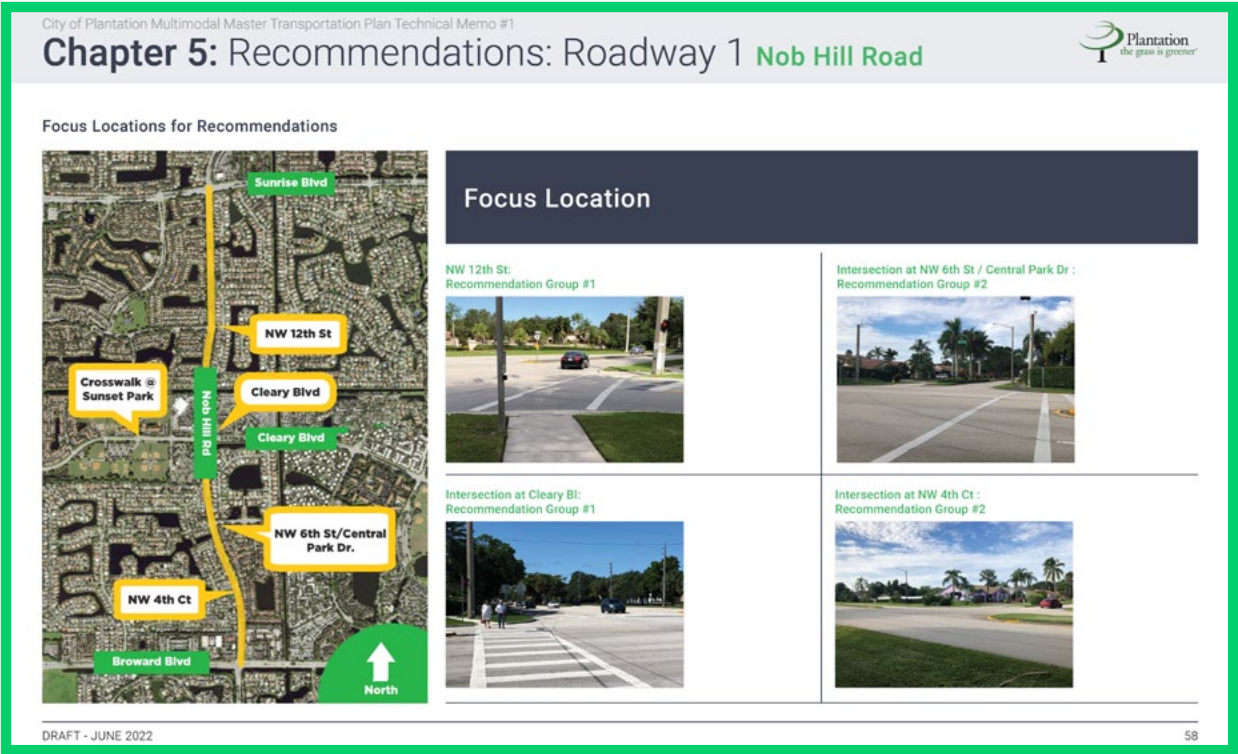 City of Plantation Multimodal Master Transportation Plan Technical Memo #1
Chapter 5: Recommendations: Roadway 1 Nob Hill Road
Plantation
the grass is greener
Focus Locations for Recommendations
Sunrise Blvd
NW 12th St
Crosswalk @
Sunset Park
Nob Hill Rd
Cleary Blvd
Cleary Blvd
NW 6th St/Central
Park Dr.
NW 4th Ct
Broward Blvd
North
Focus Location
NW 12th St:
Recommendation Group #1
Intersection at NW 6th St / Central Park Dr :
Recommendation Group #2
Intersection at Cleary Bl:
Recommendation Group #1
Intersection at NW 4th Ct :
Recommendation Group #2
DRAFT - JUNE 2022
58